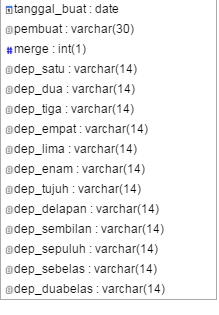 tanggal_buat : date
pembuat : varchar(30)
merge : int(1)
dep_satu : varchar(14)
dep_dua : varchar(14)
dep_tiga : varchar(14)
dep_empat : varchar(14)
dep_lima : varchar(14)
dep_enam : varchar(14)
dep_tujuh : varchar(14)
dep_delapan : varchar(14)
dep_sembilan : varchar(14)
dep_sepuluh : varchar(14)
dep_sebelas : varchar(14)
dep_duabelas : varchar(14)